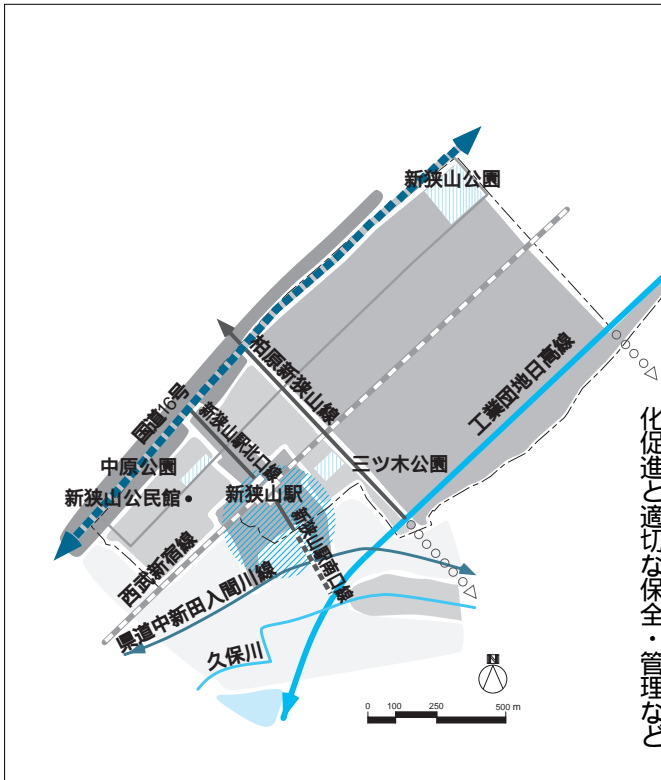 新狭山公園
柏原新狭山線
工業団地日高線
国道16号
新狭山駅北口線
中原公園
三ツ木公園
新狭山駅
新狭山公民館
西武新宿線
新狭山駅南口線
県道中新田入間川線
久保川
N
0 100 250 500 m
化促進と適切な保全・管理など